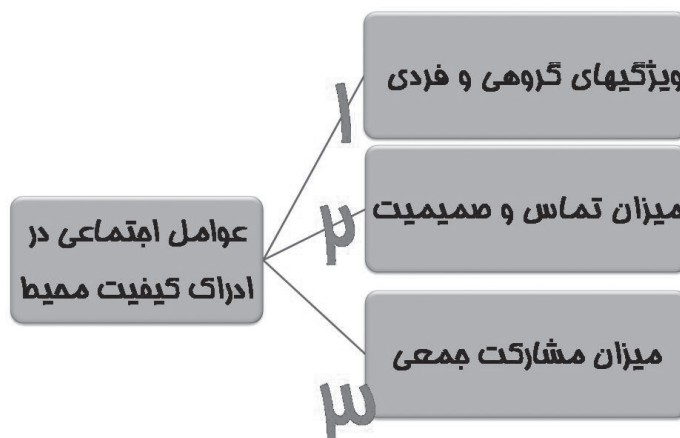 عوامل اجتماعی در
ادراک کیفیت محیط
۱
ویژگیهای گروهی و فردی
۲
میزان تماس و صمیمیت
۳
میزان مشارکت جمعی